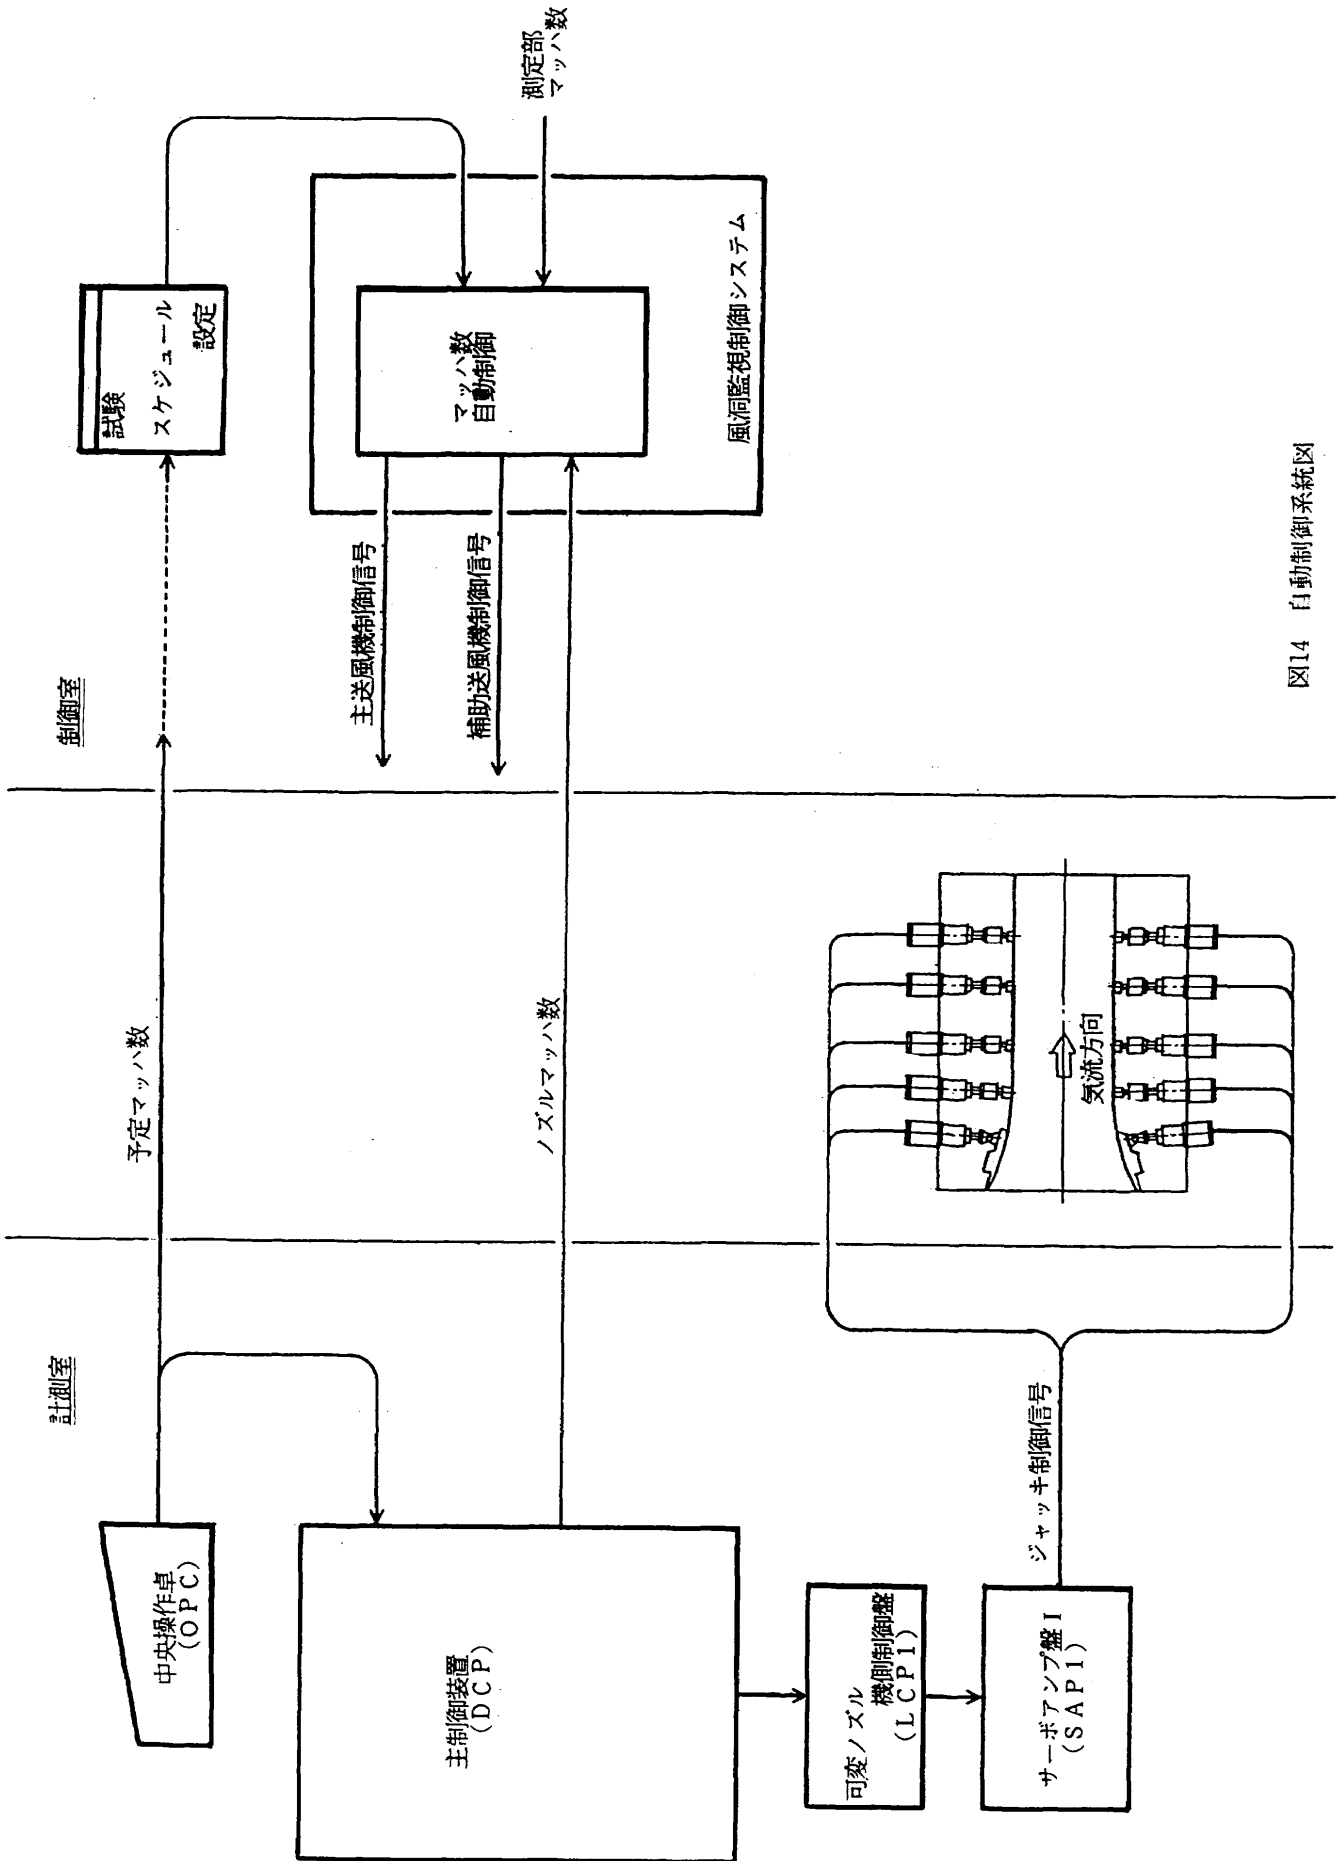 計測室
制御室
中央操作卓
(OPC)
予定マッハ数
試験
スケジュール
設定
主制御装置
(DCP)
ノズルマッハ数
主送風機制御信号
補助送風機制御信号
マッハ数
自動制御
測定部
マッハ数
風洞監視制御システム
可変ノズル
機側制御盤
(LCP1)
サーボアンプ盤I
(SAP1)
ジャッキ制御信号
気流方向
図14 自動制御系統図